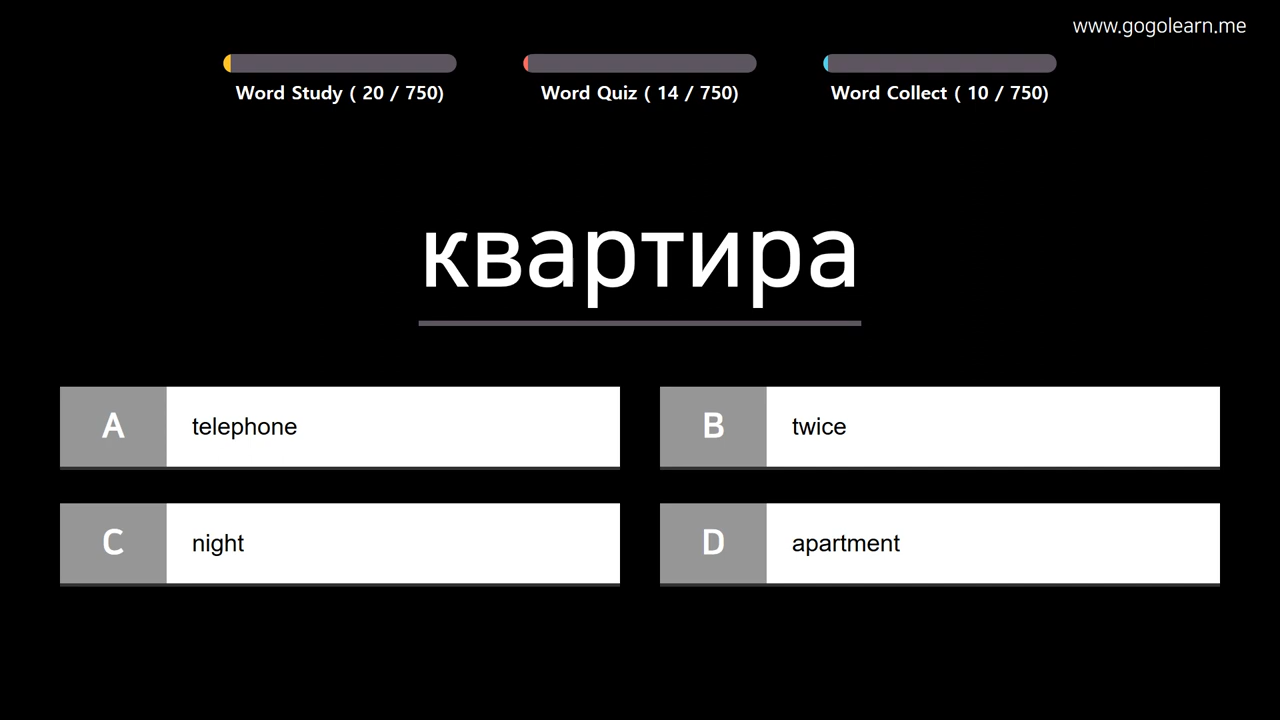 www.gogolearn.me
Word Study ( 20 / 750)
Word Quiz ( 14 / 750)
Word Collect ( 10 / 750)
квартира
A telephone
B twice
C night
D apartment